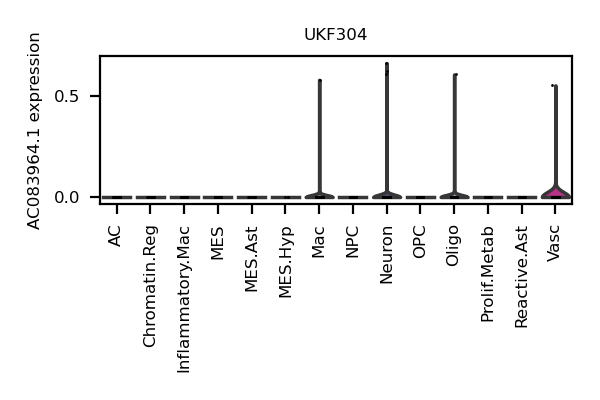 UKF304
AC083964.1 expression
0.5
0.0
AC
Chromatin.Reg
Inflammatory.Mac
MES
MES.Ast
MES.Hyp
Mac
NPC
Neuron
OPC
Oligo
Prolif.Metab
Reactive.Ast
Vasc